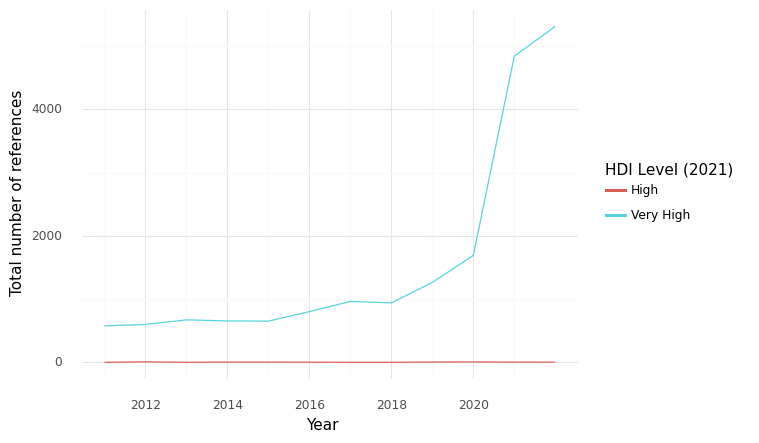 Total number of references
4000
2000
0
2012
2014
2016
2018
2020
Year
HDI Level (2021)
High
Very High